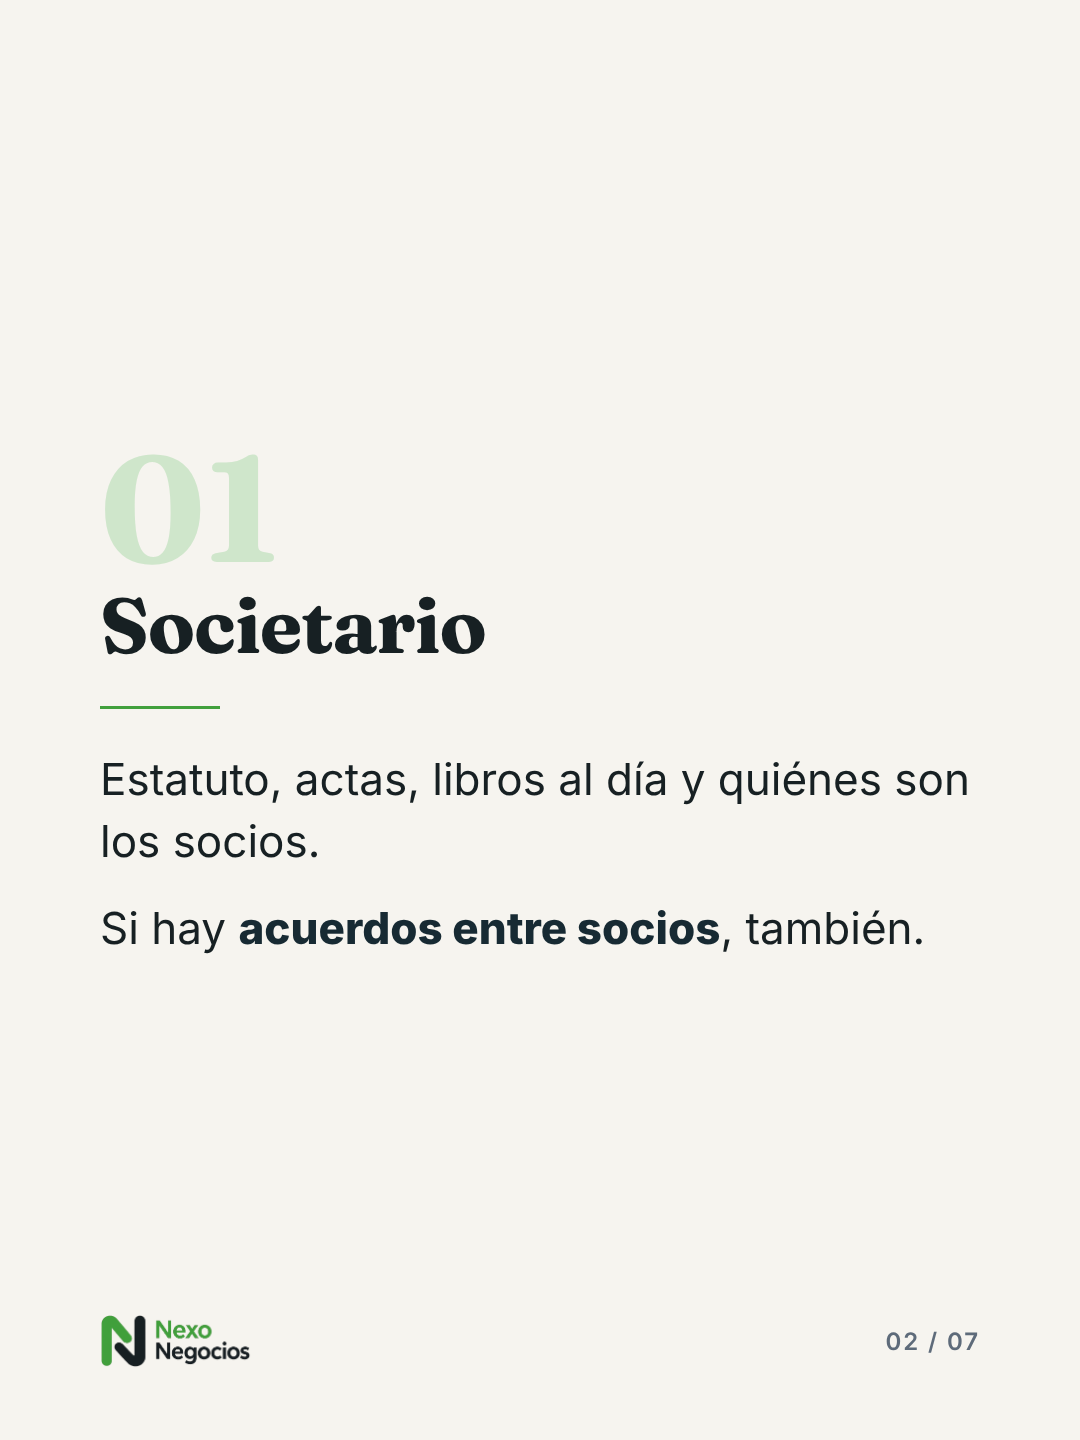 01
Societario
Estatuto, actas, libros al día y quiénes son
los socios.
Si hay acuerdos entre socios, también.
Nexo
Negocios
02 / 07